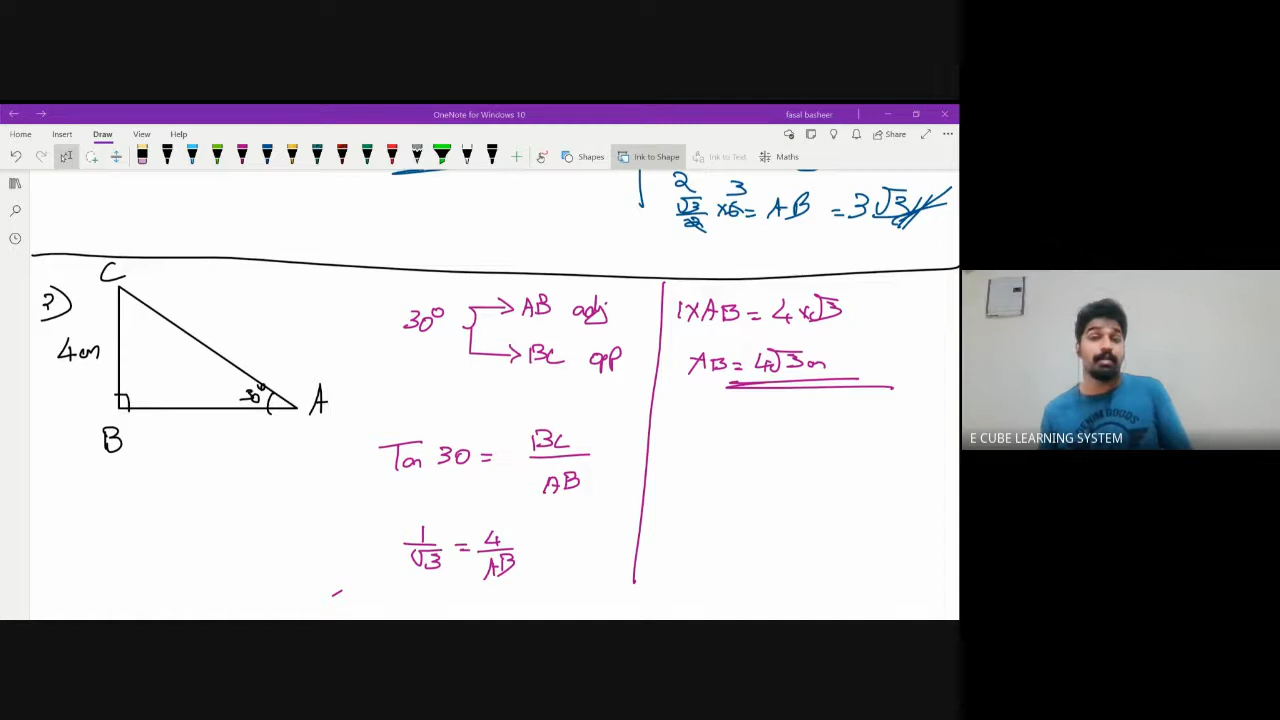 OneNote for Windows 10
fasal basheer
Home Insert Draw View Help
Share
Shapes Ink to Shape Ink to Text Maths
2
√3/2 × 6 = AB = 3√3
3
?)
C
4cm
30°
A
B
30° → AB adj
→ BC opp
Tan 30 = BC/AB
1/√3 = 4/AB
1×AB = 4×√3
AB = 4√3 cm
E CUBE LEARNING SYSTEM